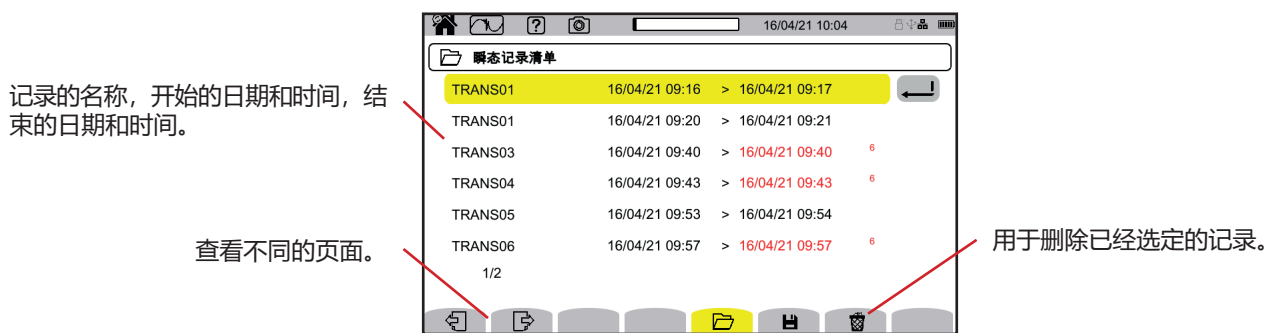 ?
16/04/21 10:04
瞬态记录清单
记录的名称，开始的日期和时间，结
束的日期和时间。
TRANS01 16/04/21 09:16 > 16/04/21 09:17
TRANS01 16/04/21 09:20 > 16/04/21 09:21
TRANS03 16/04/21 09:40 > 16/04/21 09:40 6
TRANS04 16/04/21 09:43 > 16/04/21 09:43 6
TRANS05 16/04/21 09:53 > 16/04/21 09:54
TRANS06 16/04/21 09:57 > 16/04/21 09:57 6
1/2
查看不同的页面。
用于删除已经选定的记录。